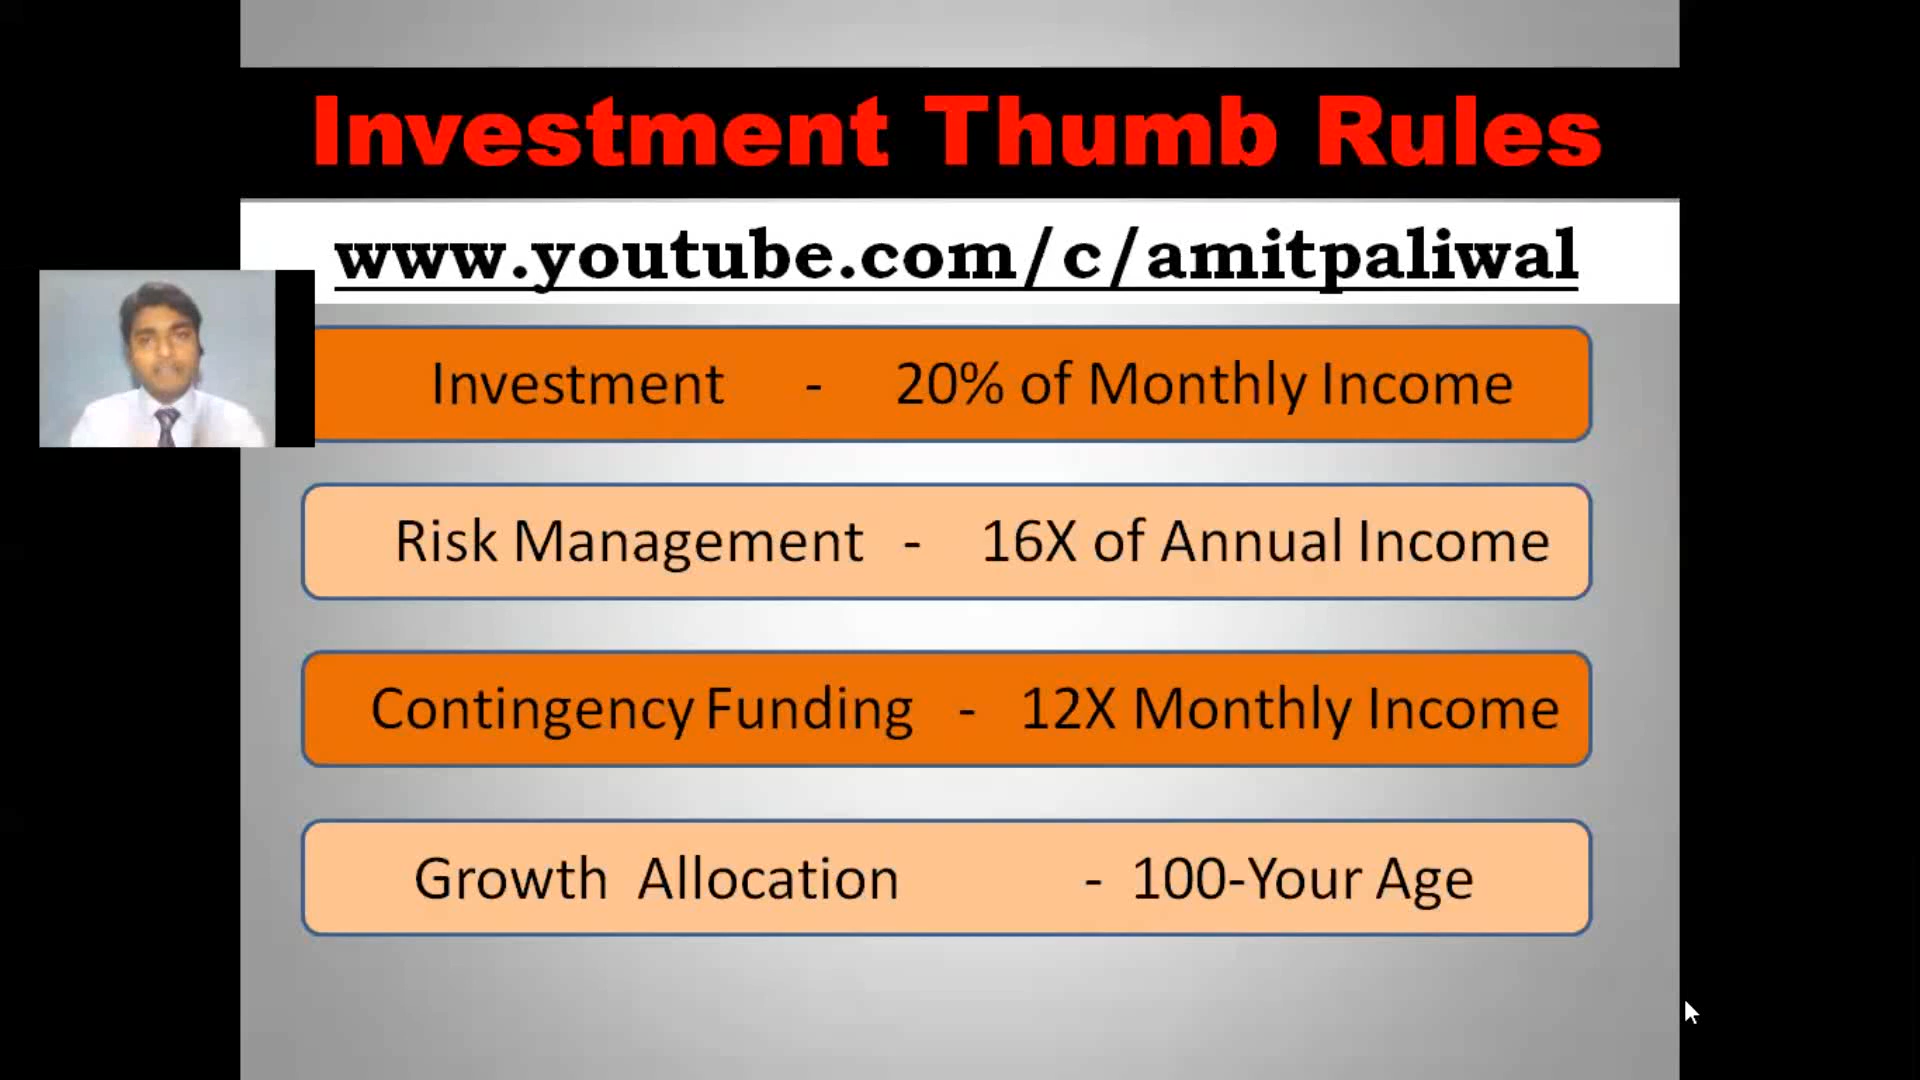 Investment Thumb Rules
www.youtube.com/c/amitpaliwal
Investment - 20% of Monthly Income
Risk Management - 16X of Annual Income
Contingency Funding - 12X Monthly Income
Growth Allocation - 100-Your Age